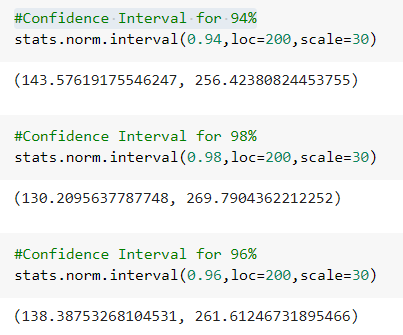 #Confidence Interval for 94%
stats.norm.interval(0.94,loc=200,scale=30)
(143.57619175546247, 256.42380824453755)
#Confidence Interval for 98%
stats.norm.interval(0.98,loc=200,scale=30)
(130.2095637787748, 269.7904362212252)
#Confidence Interval for 96%
stats.norm.interval(0.96,loc=200,scale=30)
(138.38753268104531, 261.61246731895466)